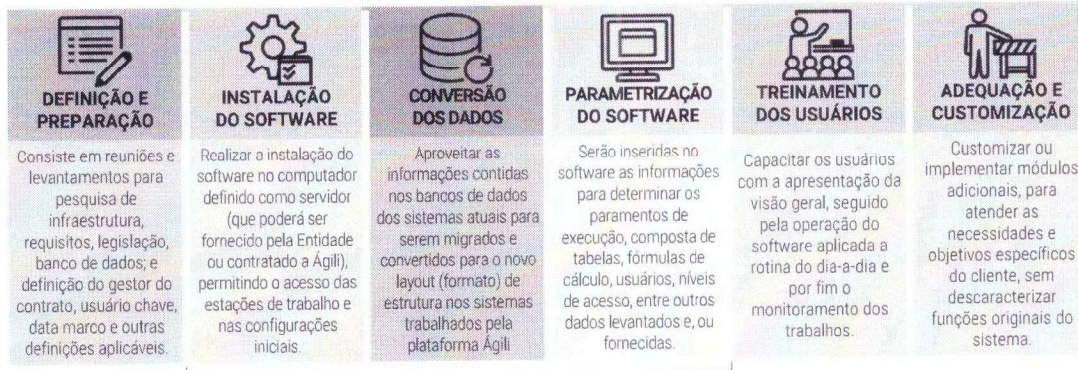 DEFINIÇÃO E
PREPARAÇÃO
Consiste em reuniões e
levantamentos para
pesquisa de
infraestrutura,
requisitos, legislação,
banco de dados; e
definição do gestor do
contrato, usuário chave,
data marco e outras
definições aplicáveis.
INSTALAÇÃO
DO SOFTWARE
Realizar a instalação do
software no computador
definido como servidor
(que poderá ser
fornecido pela Entidade
ou contratado a Ágili),
permitindo o acesso das
estações de trabalho e
nas configurações
iniciais.
CONVERSÃO
DOS DADOS
Aproveitar as
informações contidas
nos bancos de dados
dos sistemas atuais para
serem migrados e
convertidos para o novo
layout (formato) de
estrutura nos sistemas
trabalhados pela
plataforma Ágili
PARAMETRIZAÇÃO
DO SOFTWARE
Serão inseridas no
software as informações
para determinar os
paramentos de
execução, composta de
tabelas, fórmulas de
cálculo, usuários, níveis
de acesso, entre outros
dados levantados e, ou
fornecidas.
TREINAMENTO
DOS USUÁRIOS
Capacitar os usuários
com a apresentação da
visão geral, seguido
pela operação do
software aplicada a
rotina do dia-a-dia e
por fim o
monitoramento dos
trabalhos.
ADEQUAÇÃO E
CUSTOMIZAÇÃO
Customizar ou
implementar módulos
adicionais, para
atender as
necessidades e
objetivos específicos
do cliente, sem
descaracterizar
funções originais do
sistema.